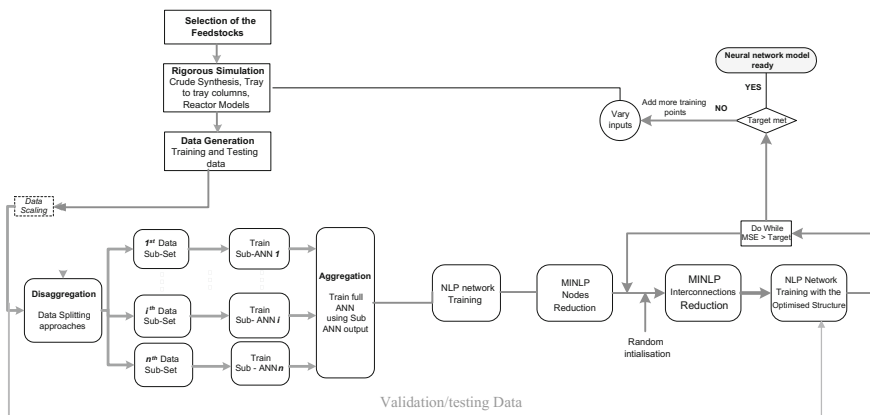 Selection of the
Feedstocks
Rigorous Simulation
Crude Synthesis, Tray
to tray columns,
Reactor Models
Data Generation
Training and Testing
data
Neural network model
ready
YES
Add more training
points
NO
Target met
Vary
inputs
Data
Scaling
Do While
MSE > Target
Disaggregation
Data Splitting
approaches
1st Data
Sub-Set
Train
Sub-ANN 1
ith Data
Sub-Set
Train
Sub- ANN i
nth Data
Sub-Set
Train
Sub - ANNn
Aggregation
Train full
ANN
using Sub
ANN output
NLP network
Training
MINLP
Nodes
Reduction
Random
intialisation
MINLP
Interconnections
Reduction
NLP Network
Training with the
Optimised Structure
Validation/testing Data